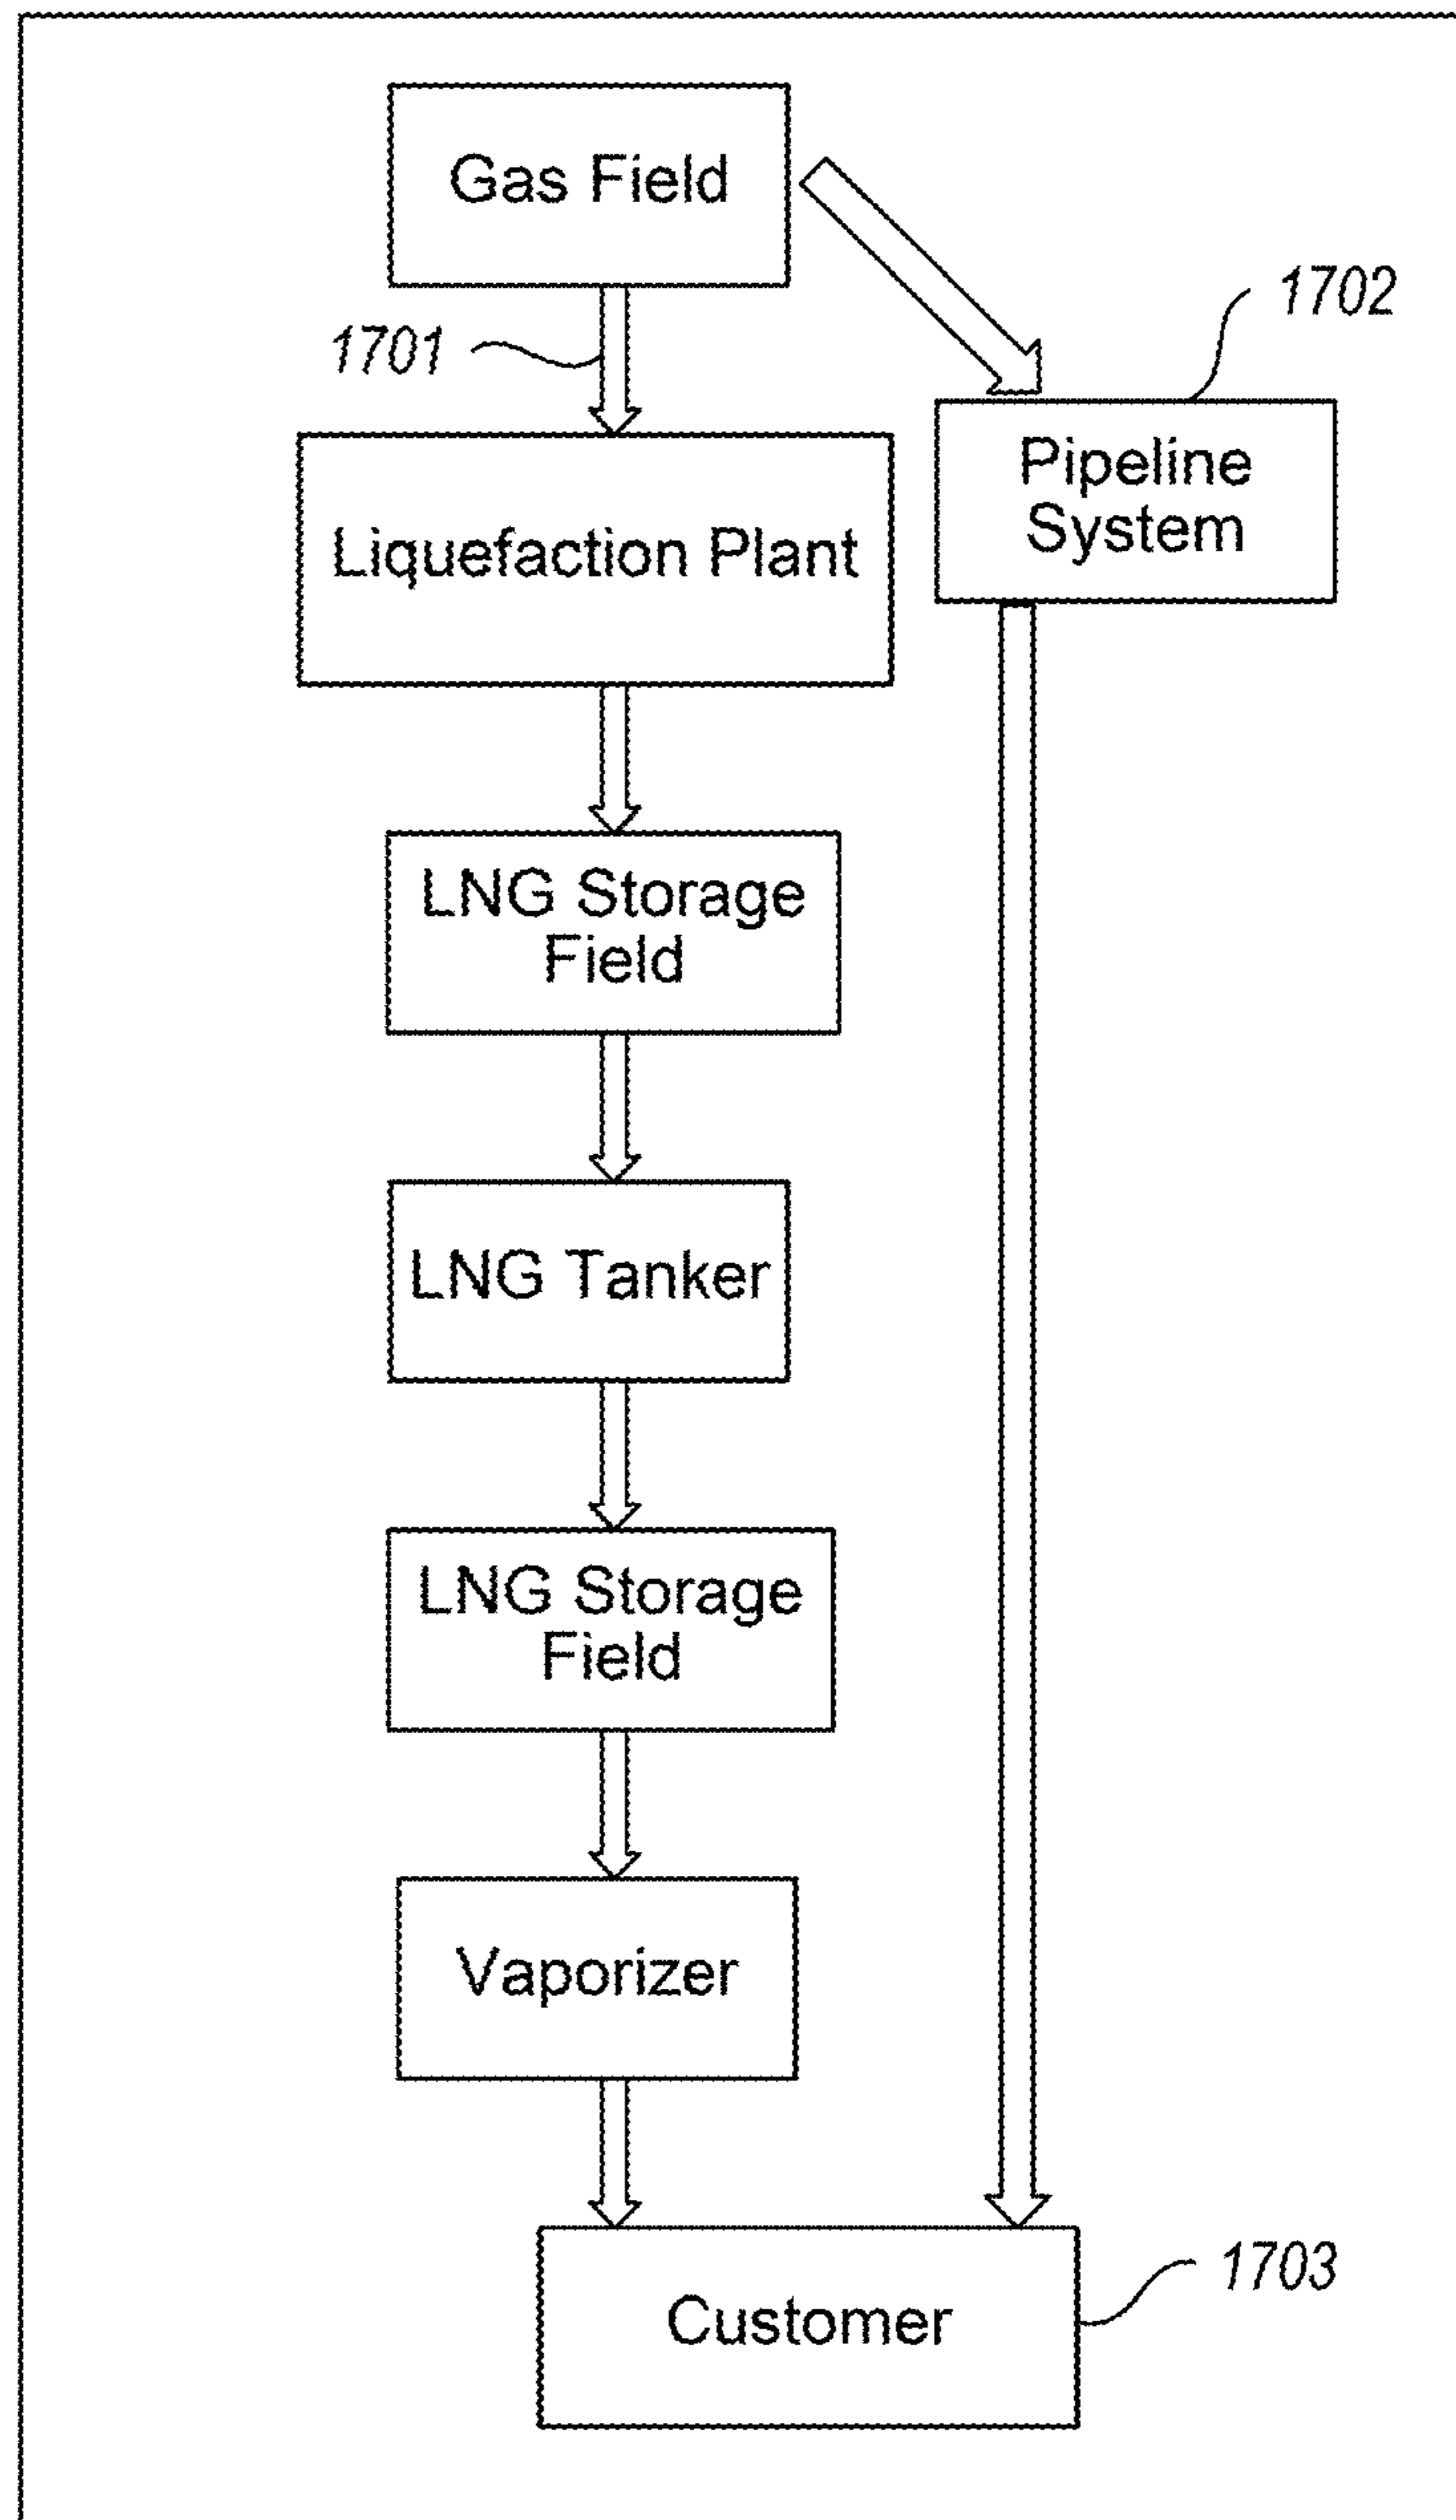 Gas Field
1702
1701
Pipeline
System
Liquefaction Plant
LNG Storage
Field
LNG Tanker
LNG Storage
Field
Vaporizer
1703
Customer